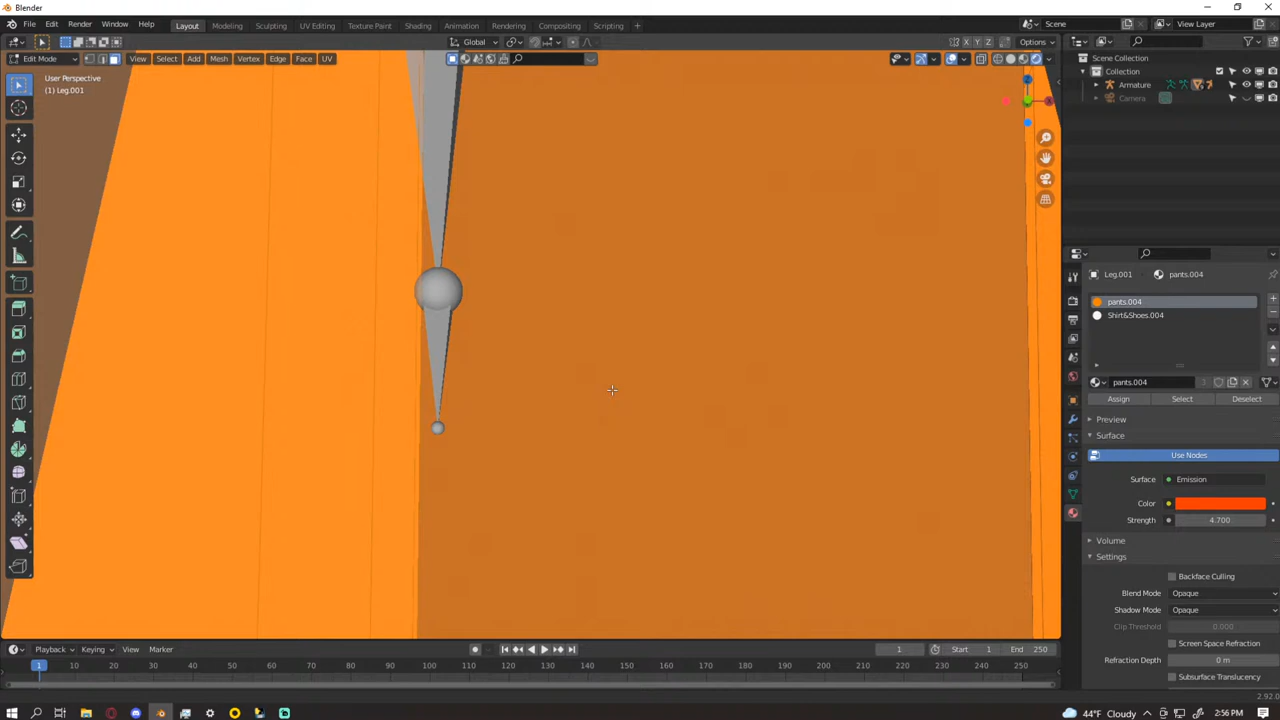 Blender
File Edit Render Window Help Layout Modeling Sculpting UV Editing Texture Paint Shading Animation Rendering Compositing Scripting + Scene View Layer
Global Options
Edit Mode View Select Add Mesh Vertex Edge Face UV
X Y Z
User Perspective
(1) Leg.001
Scene Collection
Collection
Armature
Camera
Leg.001 pants.004
pants.004
Shirt&Shoes.004
pants.004 3
Assign Select Deselect
Preview
Surface
Use Nodes
Surface Emission
Color
Strength 4.700
Volume
Settings
Backface Culling
Blend Mode Opaque
Shadow Mode Opaque
Clip Threshold 0.000
Screen Space Refraction
Refraction Depth 0 m
Subsurface Translucency
Playback Keying View Marker 1 Start 1 End 250
1 10 20 30 40 50 60 70 80 90 100 110 120 130 140 150 160 170 180 190 200 210 220 230 240 250
2.92.0
44°F Cloudy 2:56 PM